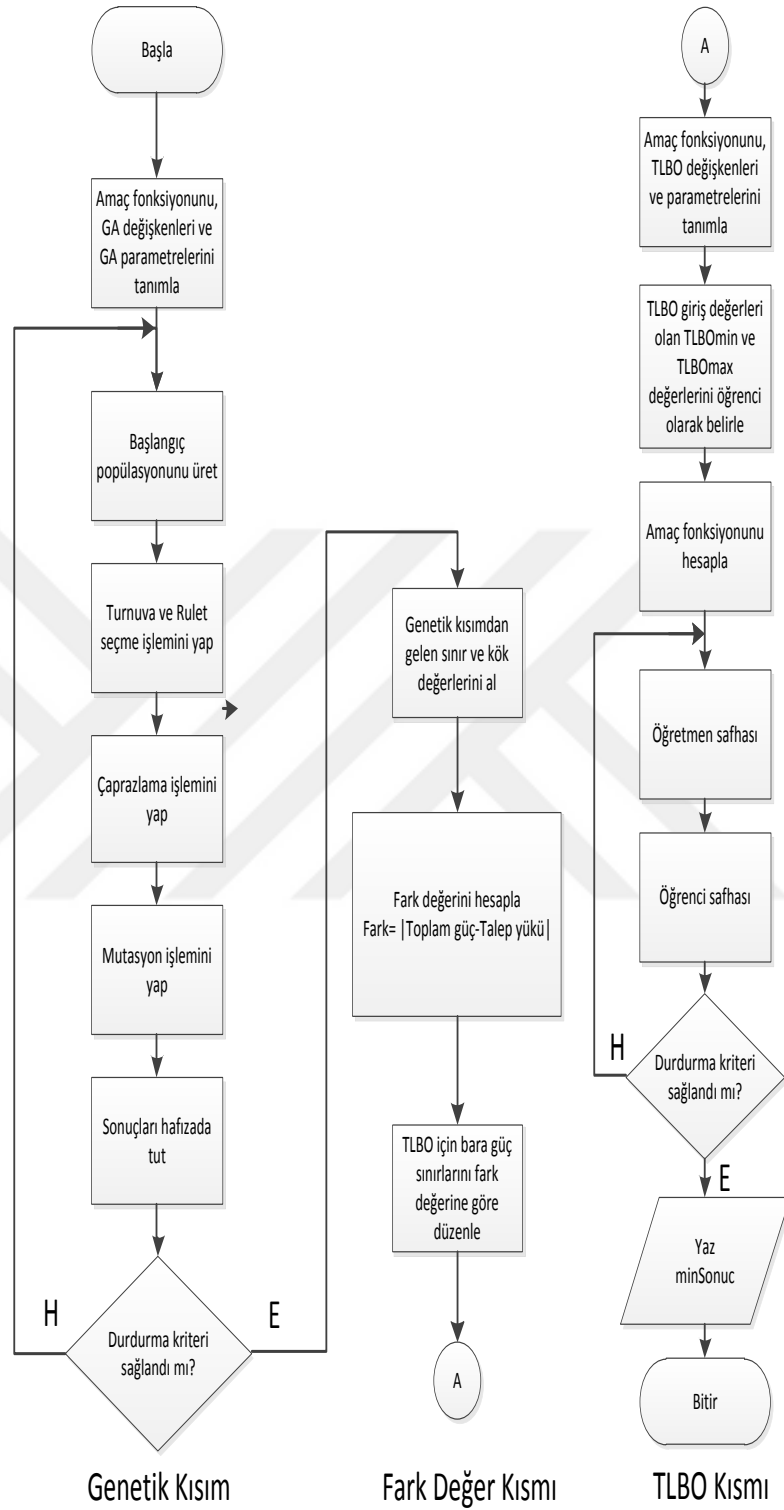 Başla
Amaç fonksiyonunu,
GA değişkenleri ve
GA parametrelerini
tanımla
Başlangıç
popülasyonunu üret
Turnuva ve Rulet
seçme işlemini yap
Çaprazlama işlemini
yap
Mutasyon işlemini
yap
Sonuçları hafızada
tut
H
E
Durdurma kriteri
sağlandı mı?
Genetik Kısım
Genetik kısımdan
gelen sınır ve kök
değerlerini al
Fark değerini hesapla
Fark= |Toplam güç-Talep yükü|
TLBO için bara güç
sınırlarını fark
değerine göre
düzenle
A
Fark Değer Kısmı
A
Amaç fonksiyonunu,
TLBO değişkenleri
ve parametrelerini
tanımla
TLBO giriş değerleri
olan TLBOmin ve
TLBOmax
değerlerini öğrenci
olarak belirle
Amaç fonksiyonunu
hesapla
Öğretmen safhası
Öğrenci safhası
H
Durdurma kriteri
sağlandı mı?
E
Yaz
minSonuc
Bitir
TLBO Kısmı